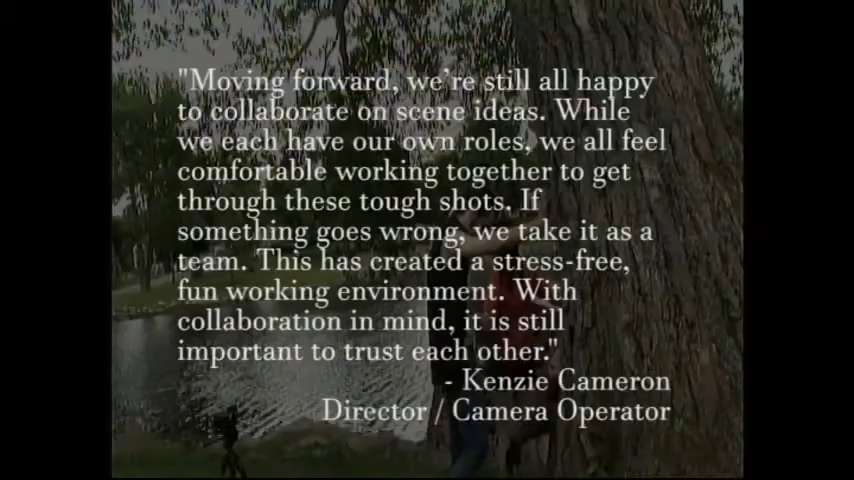 "Moving forward, we're still all happy
to collaborate on scene ideas. While
we each have our own roles, we all feel
comfortable working together to get
through these tough shots. If
something goes wrong, we take it as a
team. This has created a stress-free,
fun working environment. With
collaboration in mind, it is still
important to trust each other."
- Kenzie Cameron
Director / Camera Operator